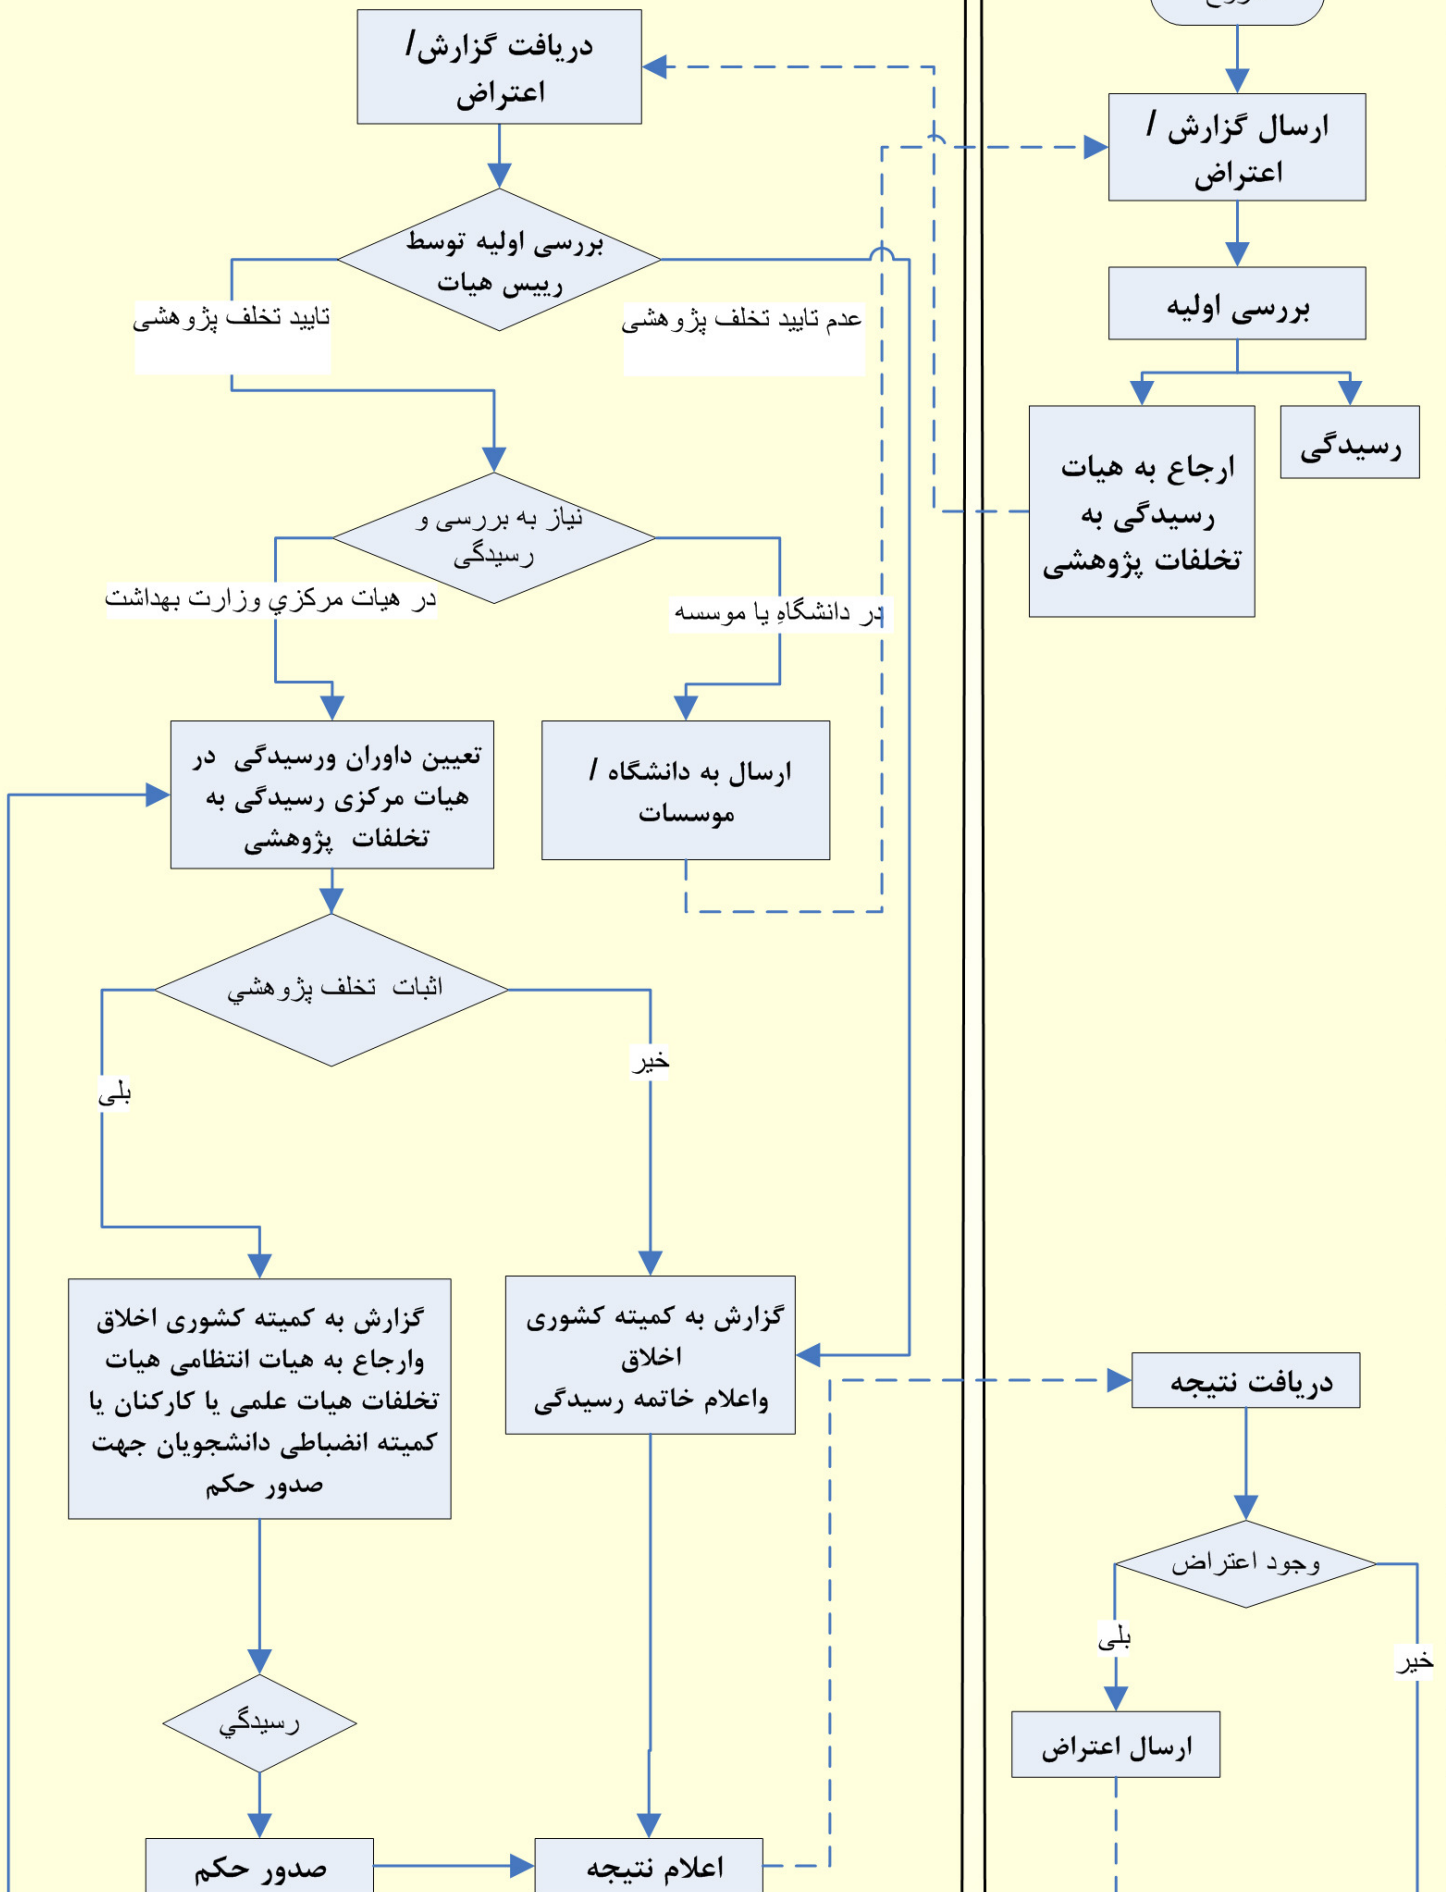 دریافت گزارش/
اعتراض
ارسال گزارش /
اعتراض
بررسی اولیه توسط
رییس هیات
تایید تخلف پژوهشی
عدم تایید تخلف پژوهشی
بررسی اولیه
ارجاع به هیات
رسیدگی به
تخلفات پژوهشی
رسیدگی
نیاز به بررسی و
رسیدگی
در هيات مركزي وزارت بهداشت
در دانشگاهِ یا موسسه
تعیین داوران ورسیدگی در
هیات مرکزی رسیدگی به
تخلفات پژوهشی
ارسال به دانشگاه /
موسسات
اثبات تخلف پژوهشي
بلی
خیر
گزارش به کمیته کشوری اخلاق
وارجاع به هیات انتظامی هیات
تخلفات هیات علمی یا کارکنان یا
کمیته انضباطی دانشجویان جهت
صدور حکم
گزارش به کمیته کشوری
اخلاق
واعلام خاتمه رسیدگی
دریافت نتیجه
وجود اعتراض
بلی
خیر
ارسال اعتراض
رسيدگي
صدور حکم
اعلام نتیجه